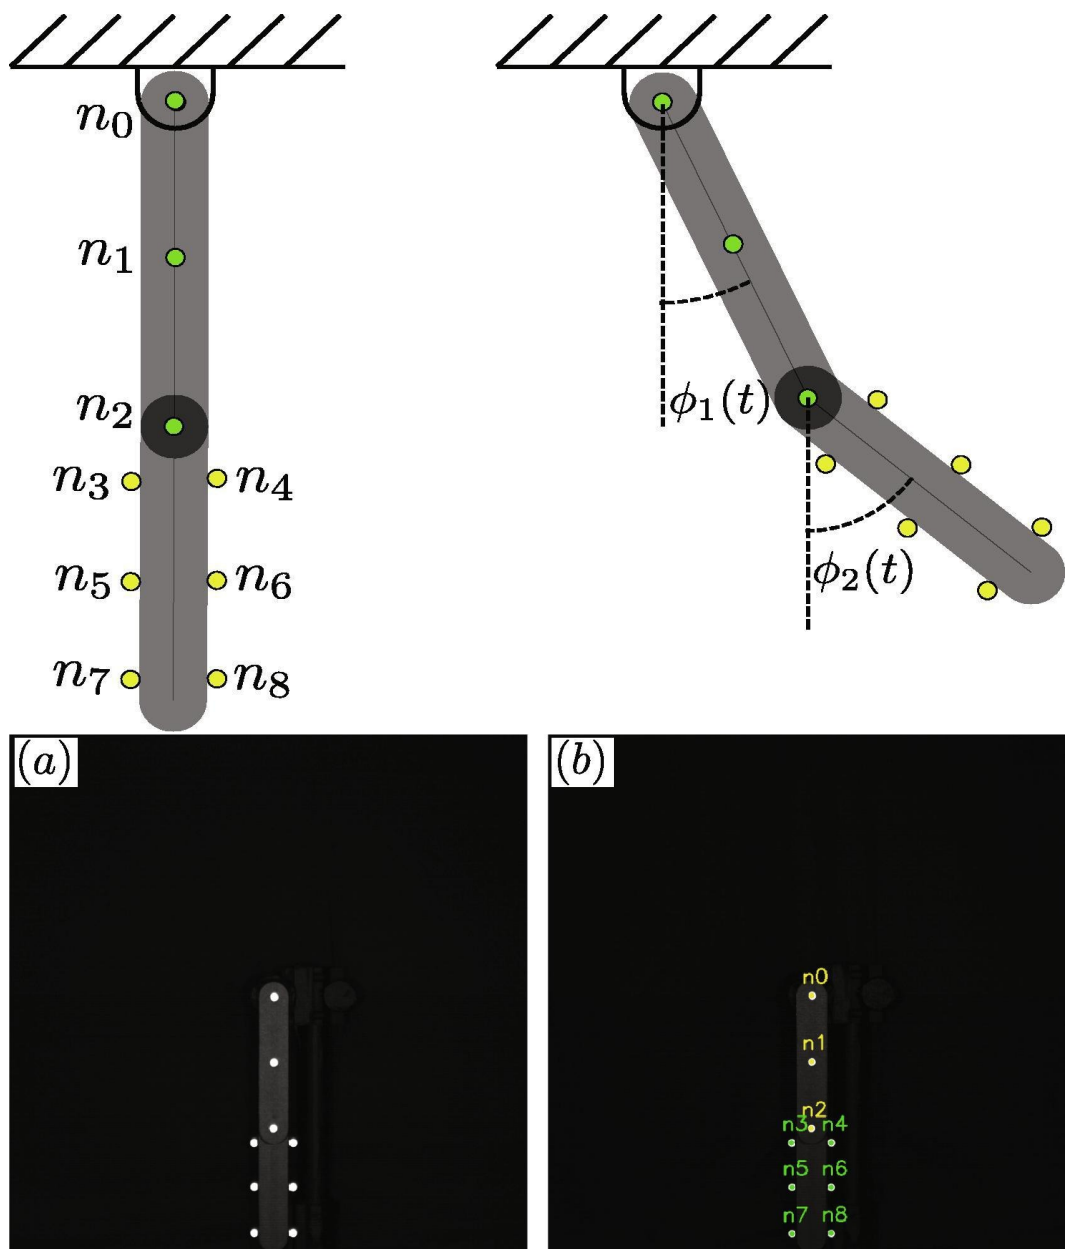 n₀
n₁
n₂
n₃ n₄
n₅ n₆
n₇ n₈
ϕ₁(t)
ϕ₂(t)
(a) (b)
n0
n1
n2
n3 n4
n5 n6
n7 n8